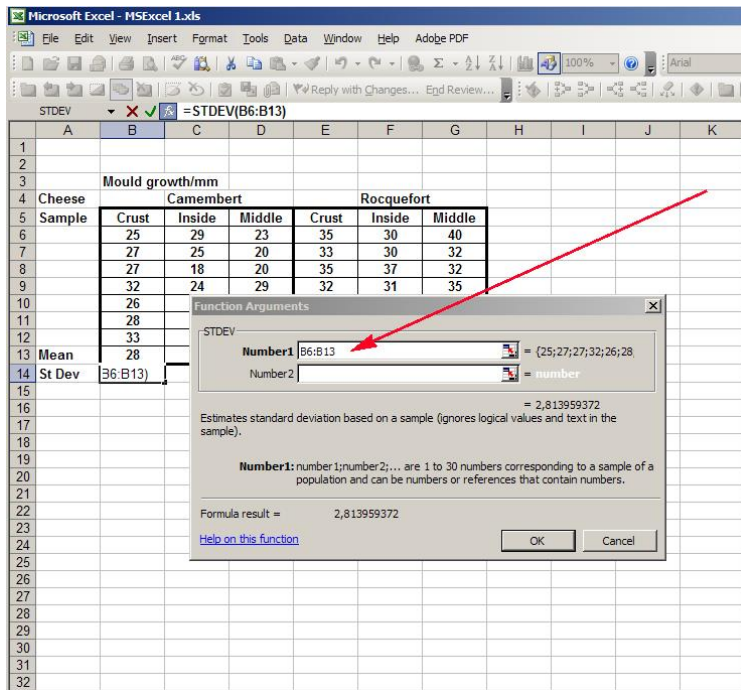 Microsoft Excel - MSExcel 1.xls
File Edit View Insert Format Tools Data Window Help Adobe PDF
100% Arial
Reply with Changes... End Review...
STDEV =STDEV(B6:B13)
A B C D E F G H I J K
1
2
3 Mould growth/mm
4 Cheese Camembert Rocquefort
5 Sample Crust Inside Middle Crust Inside Middle
6 25 29 23 35 30 40
7 27 25 20 33 30 32
8 27 18 20 35 37 32
9 32 24 29 32 31 35
10 26
11 28
12 33
13 Mean 28
14 St Dev B6:B13)
15
16
17
18
19
20
21
22
23
24
25
26
27
28
29
30
31
32
Function Arguments
STDEV
Number1 B6:B13 = {25;27;27;32;26;28
Number2 = number
= 2,813959372
Estimates standard deviation based on a sample (ignores logical values and text in the
sample).
Number1: number1;number2;... are 1 to 30 numbers corresponding to a sample of a
population and can be numbers or references that contain numbers.
Formula result = 2,813959372
Help on this function OK Cancel